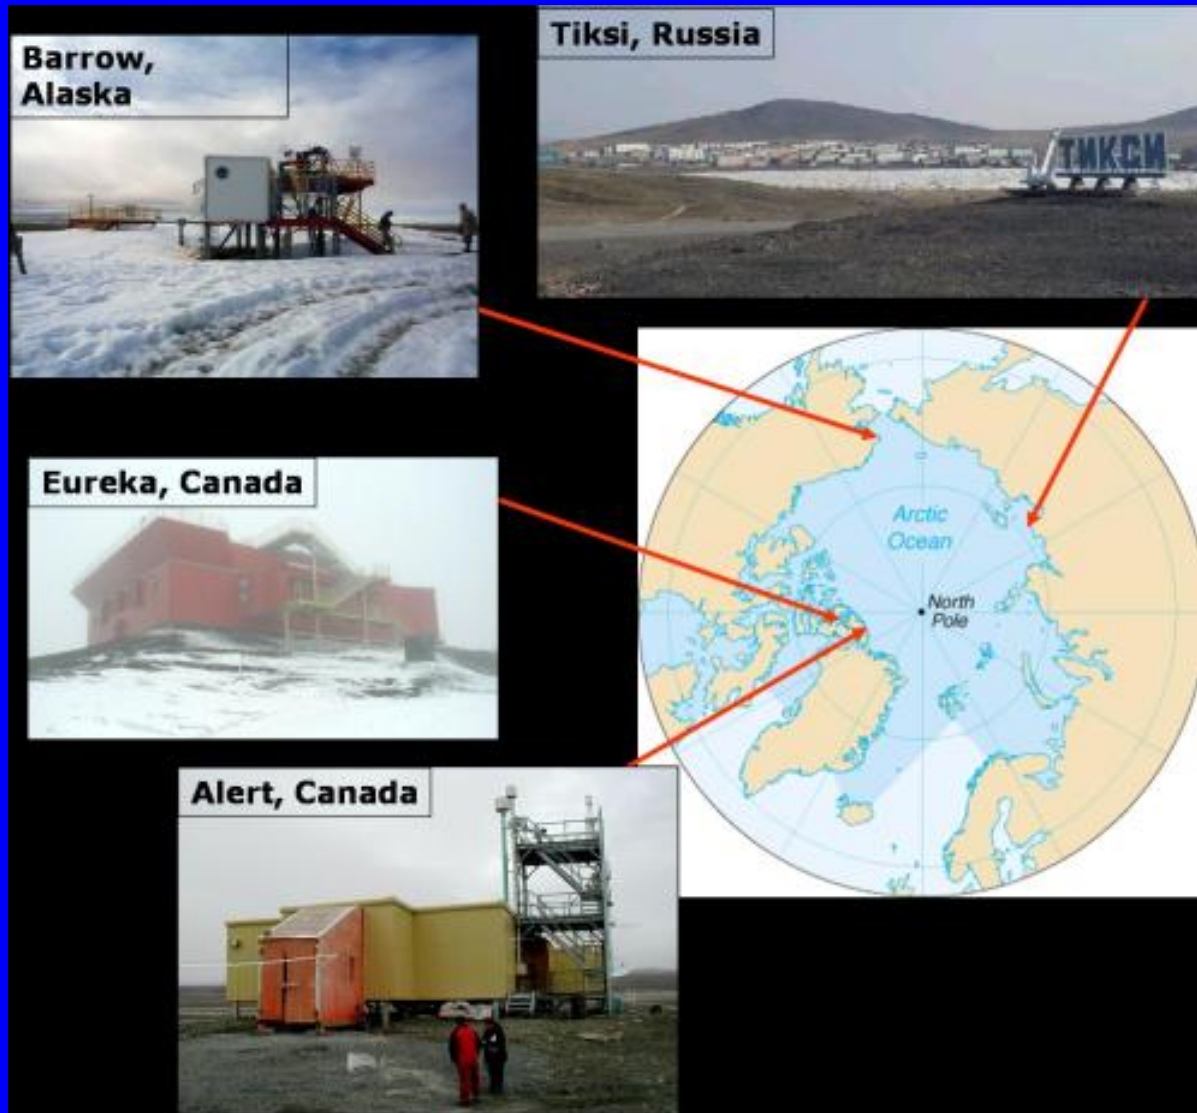 Barrow,
Alaska
Tiksi, Russia
ТИКСИ
Eureka, Canada
Arctic
Ocean
North
Pole
Alert, Canada